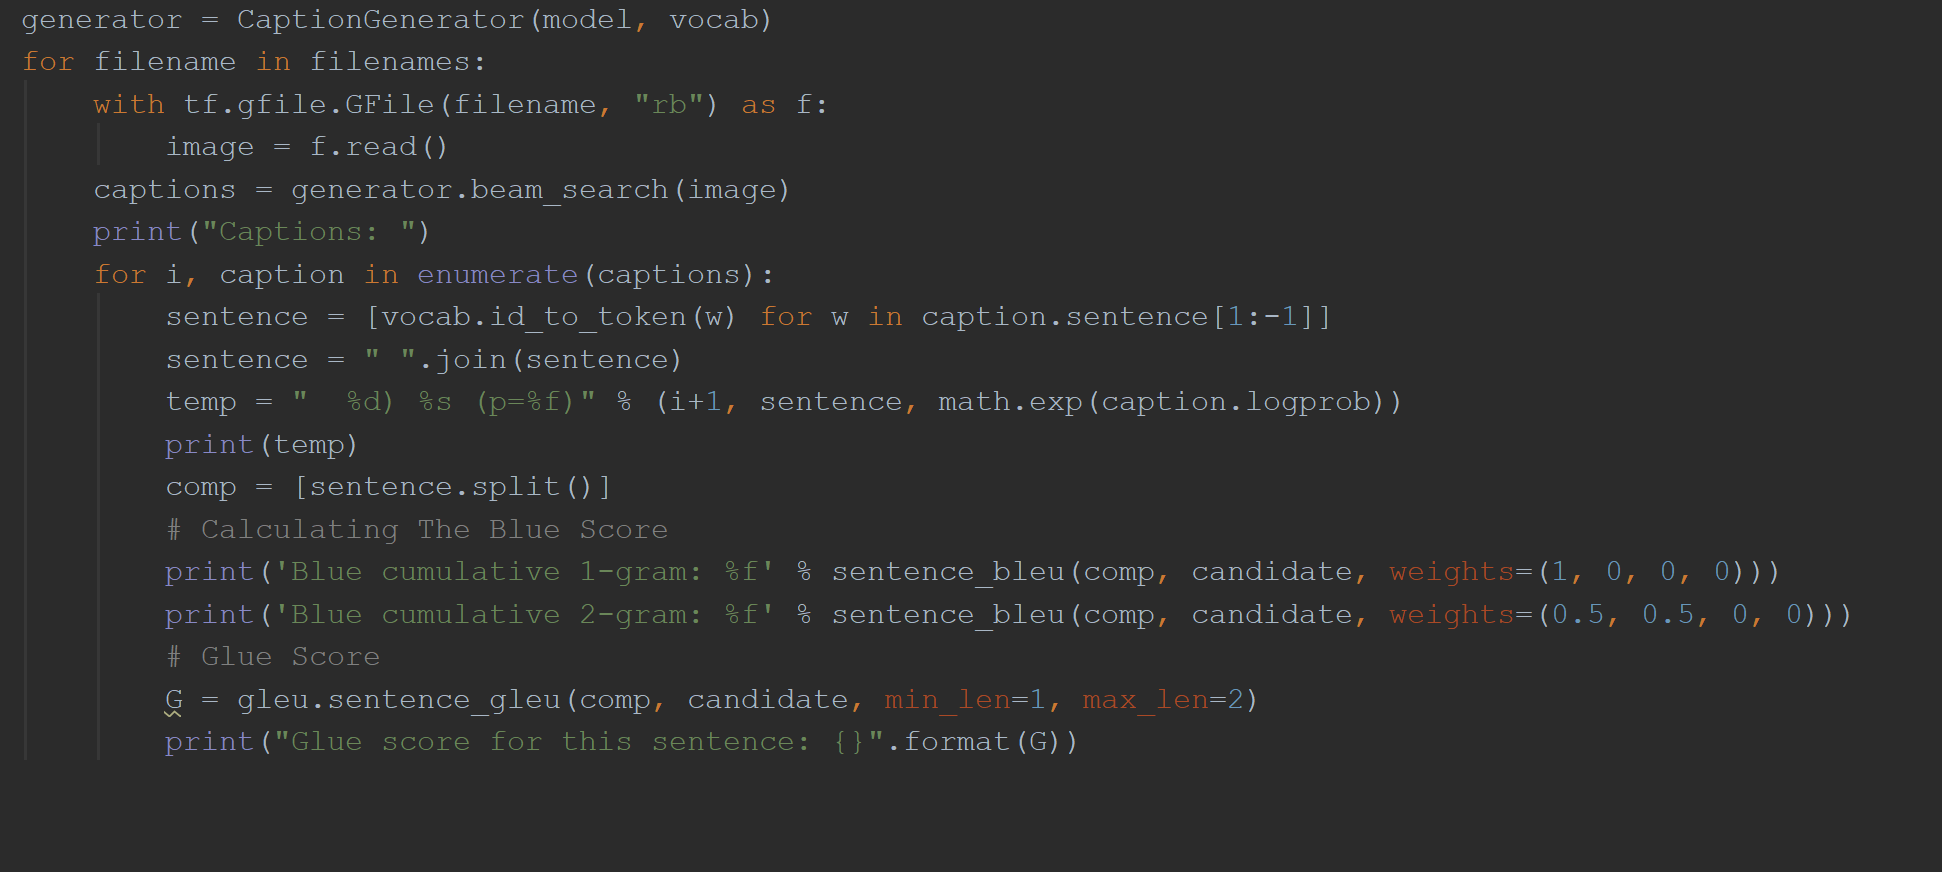 generator = CaptionGenerator(model, vocab)
for filename in filenames:
    with tf.gfile.GFile(filename, "rb") as f:
        image = f.read()
    captions = generator.beam_search(image)
    print("Captions: ")
    for i, caption in enumerate(captions):
        sentence = [vocab.id_to_token(w) for w in caption.sentence[1:-1]]
        sentence = " ".join(sentence)
        temp = "  %d) %s (p=%f)" % (i+1, sentence, math.exp(caption.logprob))
        print(temp)
        comp = [sentence.split()]
        # Calculating The Blue Score
        print('Blue cumulative 1-gram: %f' % sentence_bleu(comp, candidate, weights=(1, 0, 0, 0)))
        print('Blue cumulative 2-gram: %f' % sentence_bleu(comp, candidate, weights=(0.5, 0.5, 0, 0)))
        # Glue Score
        G = gleu.sentence_gleu(comp, candidate, min_len=1, max_len=2)
        print("Glue score for this sentence: {}".format(G))